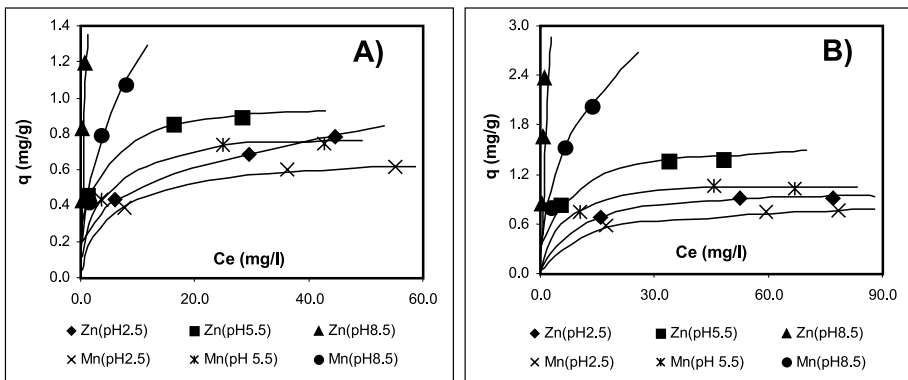 A)
q (mg/g)
1.4
1.2
1.0
0.8
0.6
0.4
0.2
0.0
Ce (mg/l)
0.0 20.0 40.0 60.0
Zn(pH2.5) Zn(pH5.5) Zn(pH8.5)
Mn(pH2.5) Mn(pH 5.5) Mn(pH8.5)
B)
q (mg/g)
3.0
2.4
1.8
1.2
0.6
0.0
Ce (mg/l)
0.0 30.0 60.0 90.0
Zn(pH2.5) Zn(pH5.5) Zn(pH8.5)
Mn(pH2.5) Mn(pH 5.5) Mn(pH8.5)